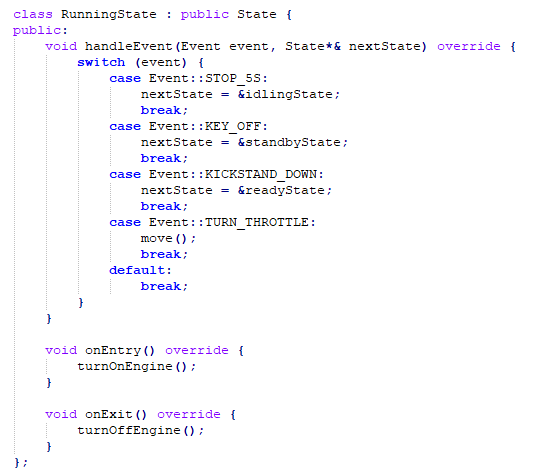 class RunningState : public State {
public:
    void handleEvent(Event event, State*& nextState) override {
        switch (event) {
            case Event::STOP_5S:
                nextState = &idlingState;
                break;
            case Event::KEY_OFF:
                nextState = &standbyState;
                break;
            case Event::KICKSTAND_DOWN:
                nextState = &readyState;
                break;
            case Event::TURN_THROTTLE:
                move();
                break;
            default:
                break;
        }
    }

    void onEntry() override {
        turnOnEngine();
    }

    void onExit() override {
        turnOffEngine();
    }
};